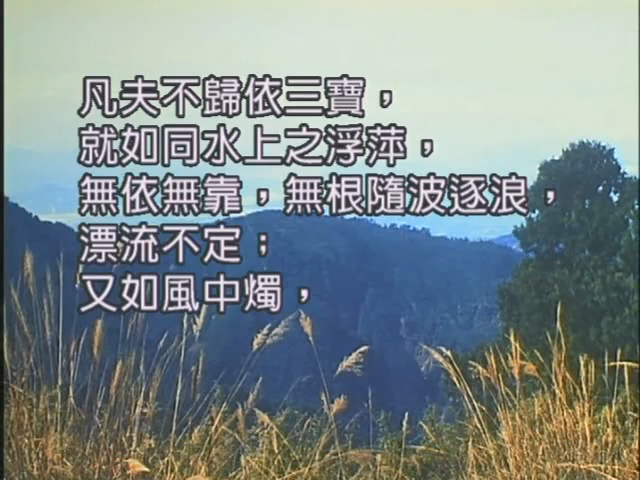 凡夫不歸依三寶，
就如同水上之浮萍，
無依無靠，無根隨波逐浪，
漂流不定；
又如風中燭，